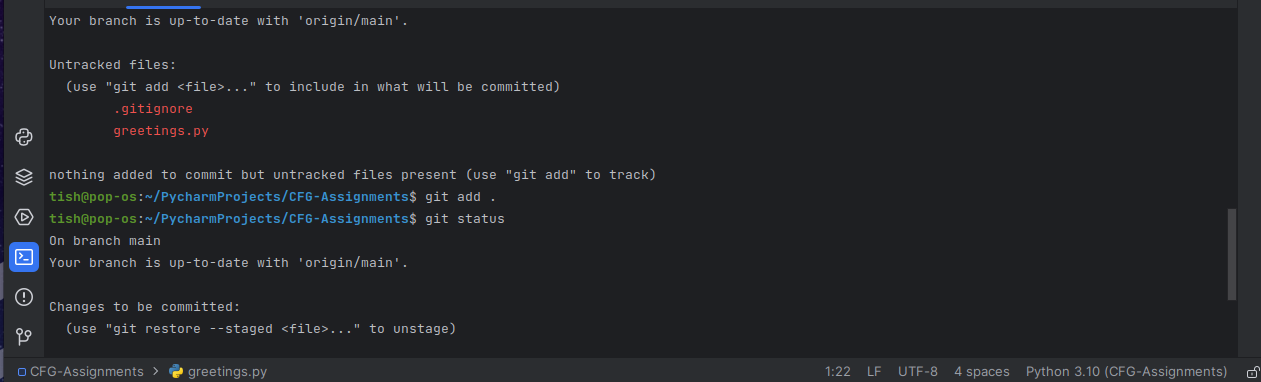 Your branch is up-to-date with 'origin/main'.
Untracked files:
(use "git add <file>..." to include in what will be committed)
.gitignore
greetings.py
nothing added to commit but untracked files present (use "git add" to track)
tish@pop-os:~/PycharmProjects/CFG-Assignments$ git add .
tish@pop-os:~/PycharmProjects/CFG-Assignments$ git status
On branch main
Your branch is up-to-date with 'origin/main'.
Changes to be committed:
(use "git restore --staged <file>..." to unstage)
CFG-Assignments > greetings.py 1:22 LF UTF-8 4 spaces Python 3.10 (CFG-Assignments)